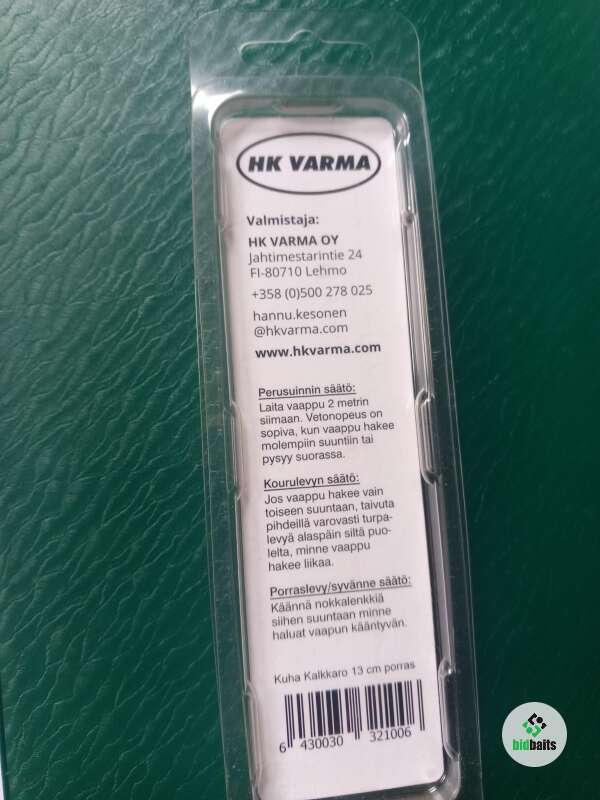 HK VARMA
Valmistaja:
HK VARMA OY
Jahtimestarintie 24
FI-80710 Lehmo
+358 (0)500 278 025
hannu.kesonen
@hkvarma.com
www.hkvarma.com
Perusuinnin säätö:
Laita vaappu 2 metrin
siimaan. Vetonopeus on
sopiva, kun vaappu hakee
molempiin suuntiin tai
pysyy suorassa.
Kourulevyn säätö:
Jos vaappu hakee vain
toiseen suuntaan, taivuta
pihdeillä varovasti turpa-
levyä alaspäin siltä puo-
lelta, minne vaappu
hakee liikaa.
Porraslevy/syvänne säätö:
Käännä nokkalenkkiä
siihen suuntaan minne
haluat vaapun kääntyvän.
Kuha Kalkkaro 13 cm porras
6 430030 321006
bidbaits